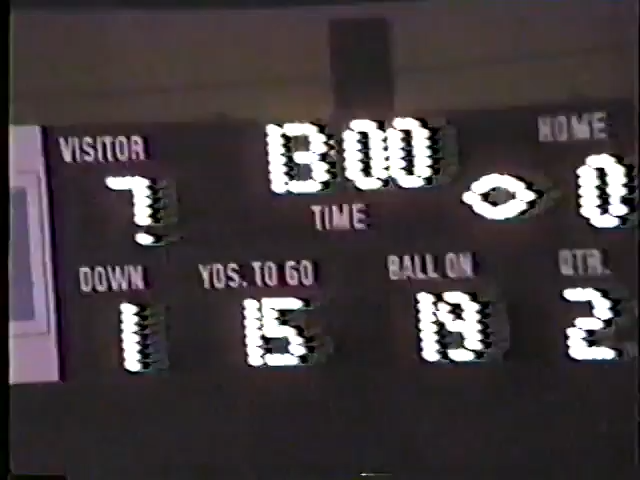 VISITOR 13 00 HOME
7 TIME 0
DOWN YDS. TO GO BALL ON QTR.
1 15 19 2